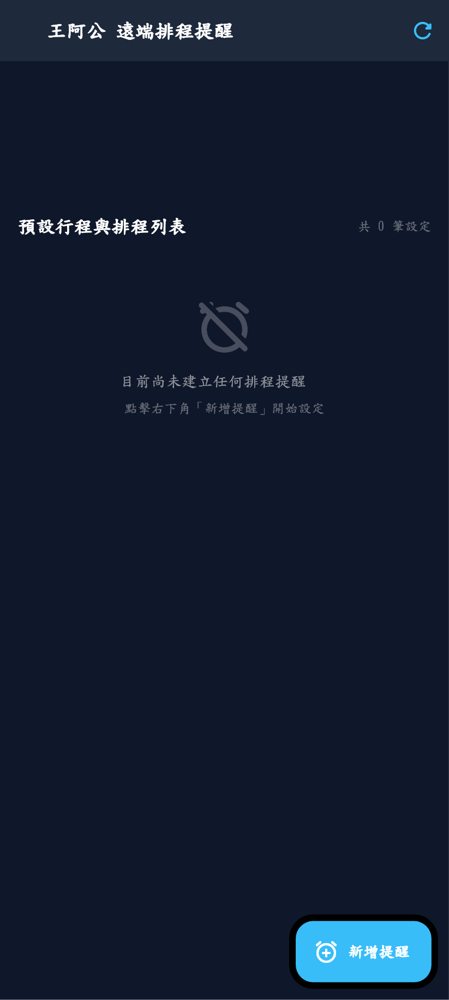 王阿公 遠端排程提醒
預設行程與排程列表
共 0 筆設定
目前尚未建立任何排程提醒
點擊右下角「新增提醒」開始設定
新增提醒